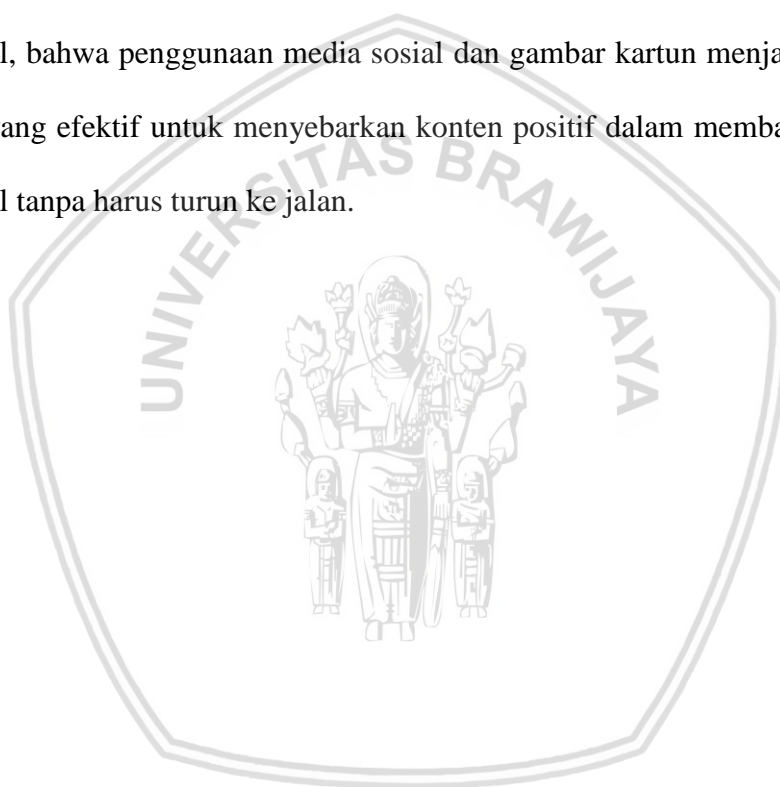 l, bahwa penggunaan media sosial dan gambar kartun menja
ang efektif untuk menyebarkan konten positif dalam memba
l tanpa harus turun ke jalan.
UNIVERSITAS BRAWIJAYA